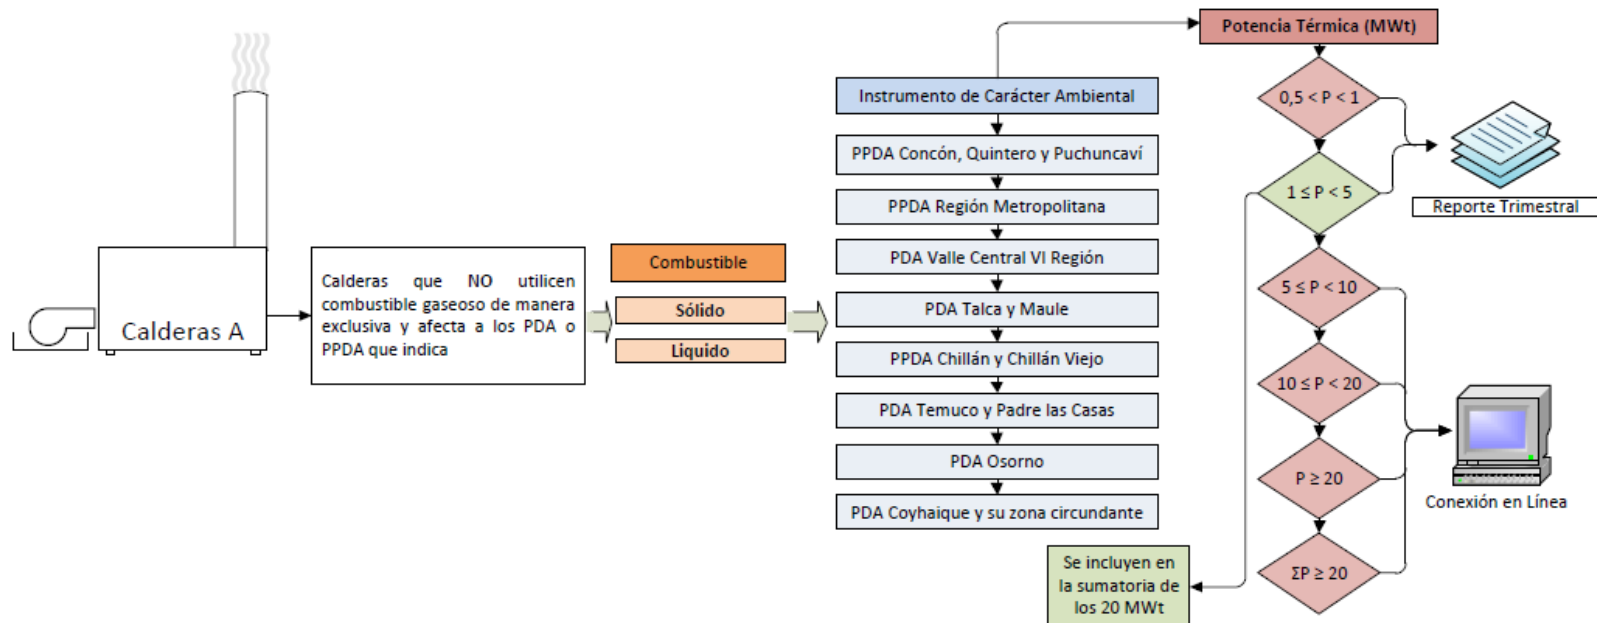 Calderas A
Calderas que NO utilicen
combustible gaseoso de manera
exclusiva y afecta a los PDA o
PPDA que indica
Combustible
Sólido
Liquido
Instrumento de Carácter Ambiental
PPDA Concón, Quintero y Puchuncaví
PPDA Región Metropolitana
PDA Valle Central VI Región
PDA Talca y Maule
PPDA Chillán y Chillán Viejo
PDA Temuco y Padre las Casas
PDA Osorno
PDA Coyhaique y su zona circundante
Potencia Térmica (MWt)
0,5 < P < 1
1 ≤ P < 5
5 ≤ P < 10
10 ≤ P < 20
P ≥ 20
ΣP ≥ 20
Se incluyen en
la sumatoria de
los 20 MWt
Reporte Trimestral
Conexión en Línea